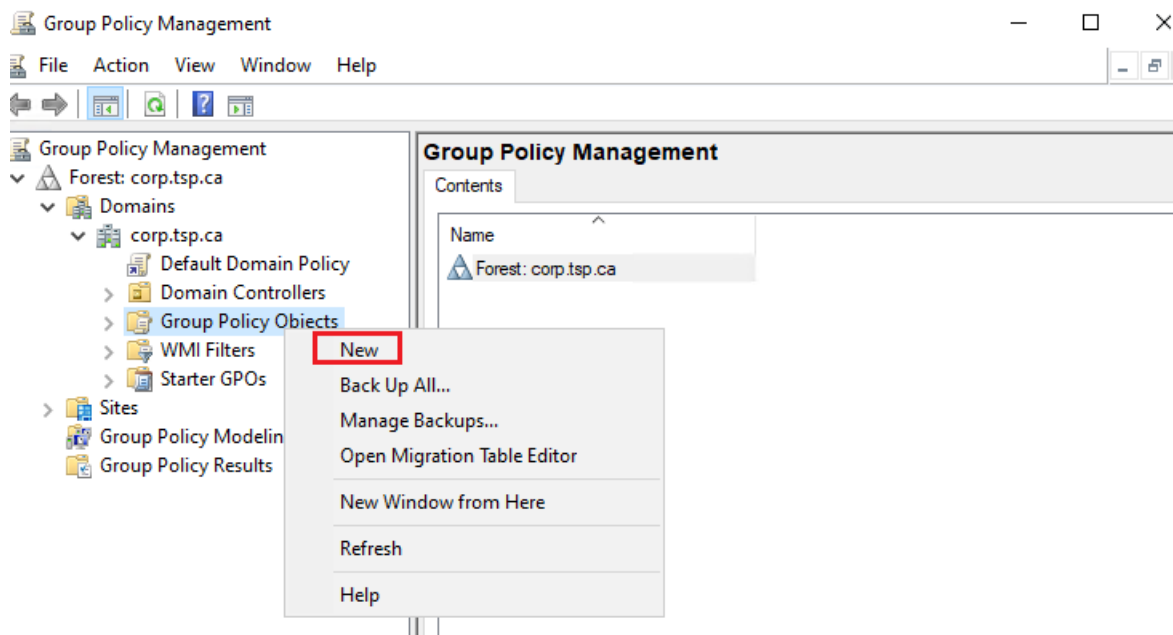 Group Policy Management
File Action View Window Help
Group Policy Management
Forest: corp.tsp.ca
Domains
corp.tsp.ca
Default Domain Policy
Domain Controllers
Group Policy Objects
WMI Filters
Starter GPOs
Sites
Group Policy Modelin
Group Policy Results
Group Policy Management
Contents
Name
Forest: corp.tsp.ca
New
Back Up All...
Manage Backups...
Open Migration Table Editor
New Window from Here
Refresh
Help